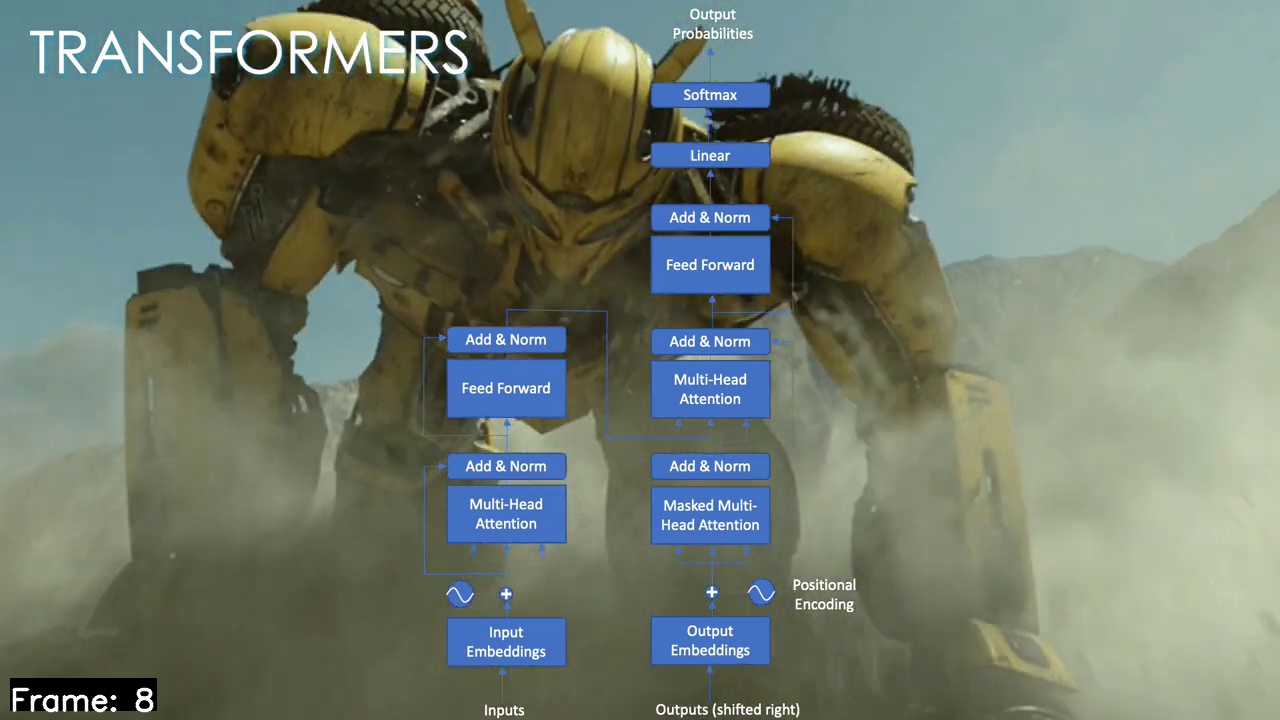 TRANSFORMERS
Output
Probabilities
Softmax
Linear
Add & Norm
Feed Forward
Add & Norm
Multi-Head
Attention
Add & Norm
Masked Multi-
Head Attention
Positional
Encoding
Output
Embeddings
Outputs (shifted right)
Add & Norm
Feed Forward
Add & Norm
Multi-Head
Attention
Input
Embeddings
Inputs
Frame: 8